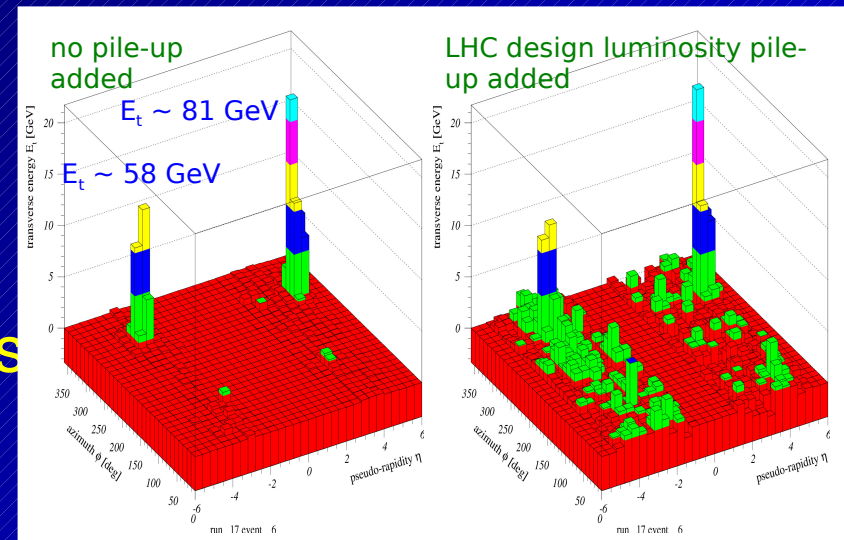 no pile-up
added
LHC design luminosity pile-
up added
E_t ~ 81 GeV
E_t ~ 58 GeV
S
transverse energy E_t [GeV]
20
15
10
5
0
350
300
250
200
150
100
50
0
azimuth ϕ [deg]
-6
-4
-2
0
2
4
6
pseudo-rapidity η
run 17 event 6
transverse energy E_t [GeV]
20
15
10
5
0
350
300
250
200
150
100
50
0
azimuth ϕ [deg]
-6
-4
-2
0
2
4
6
pseudo-rapidity η
run 17 event 6